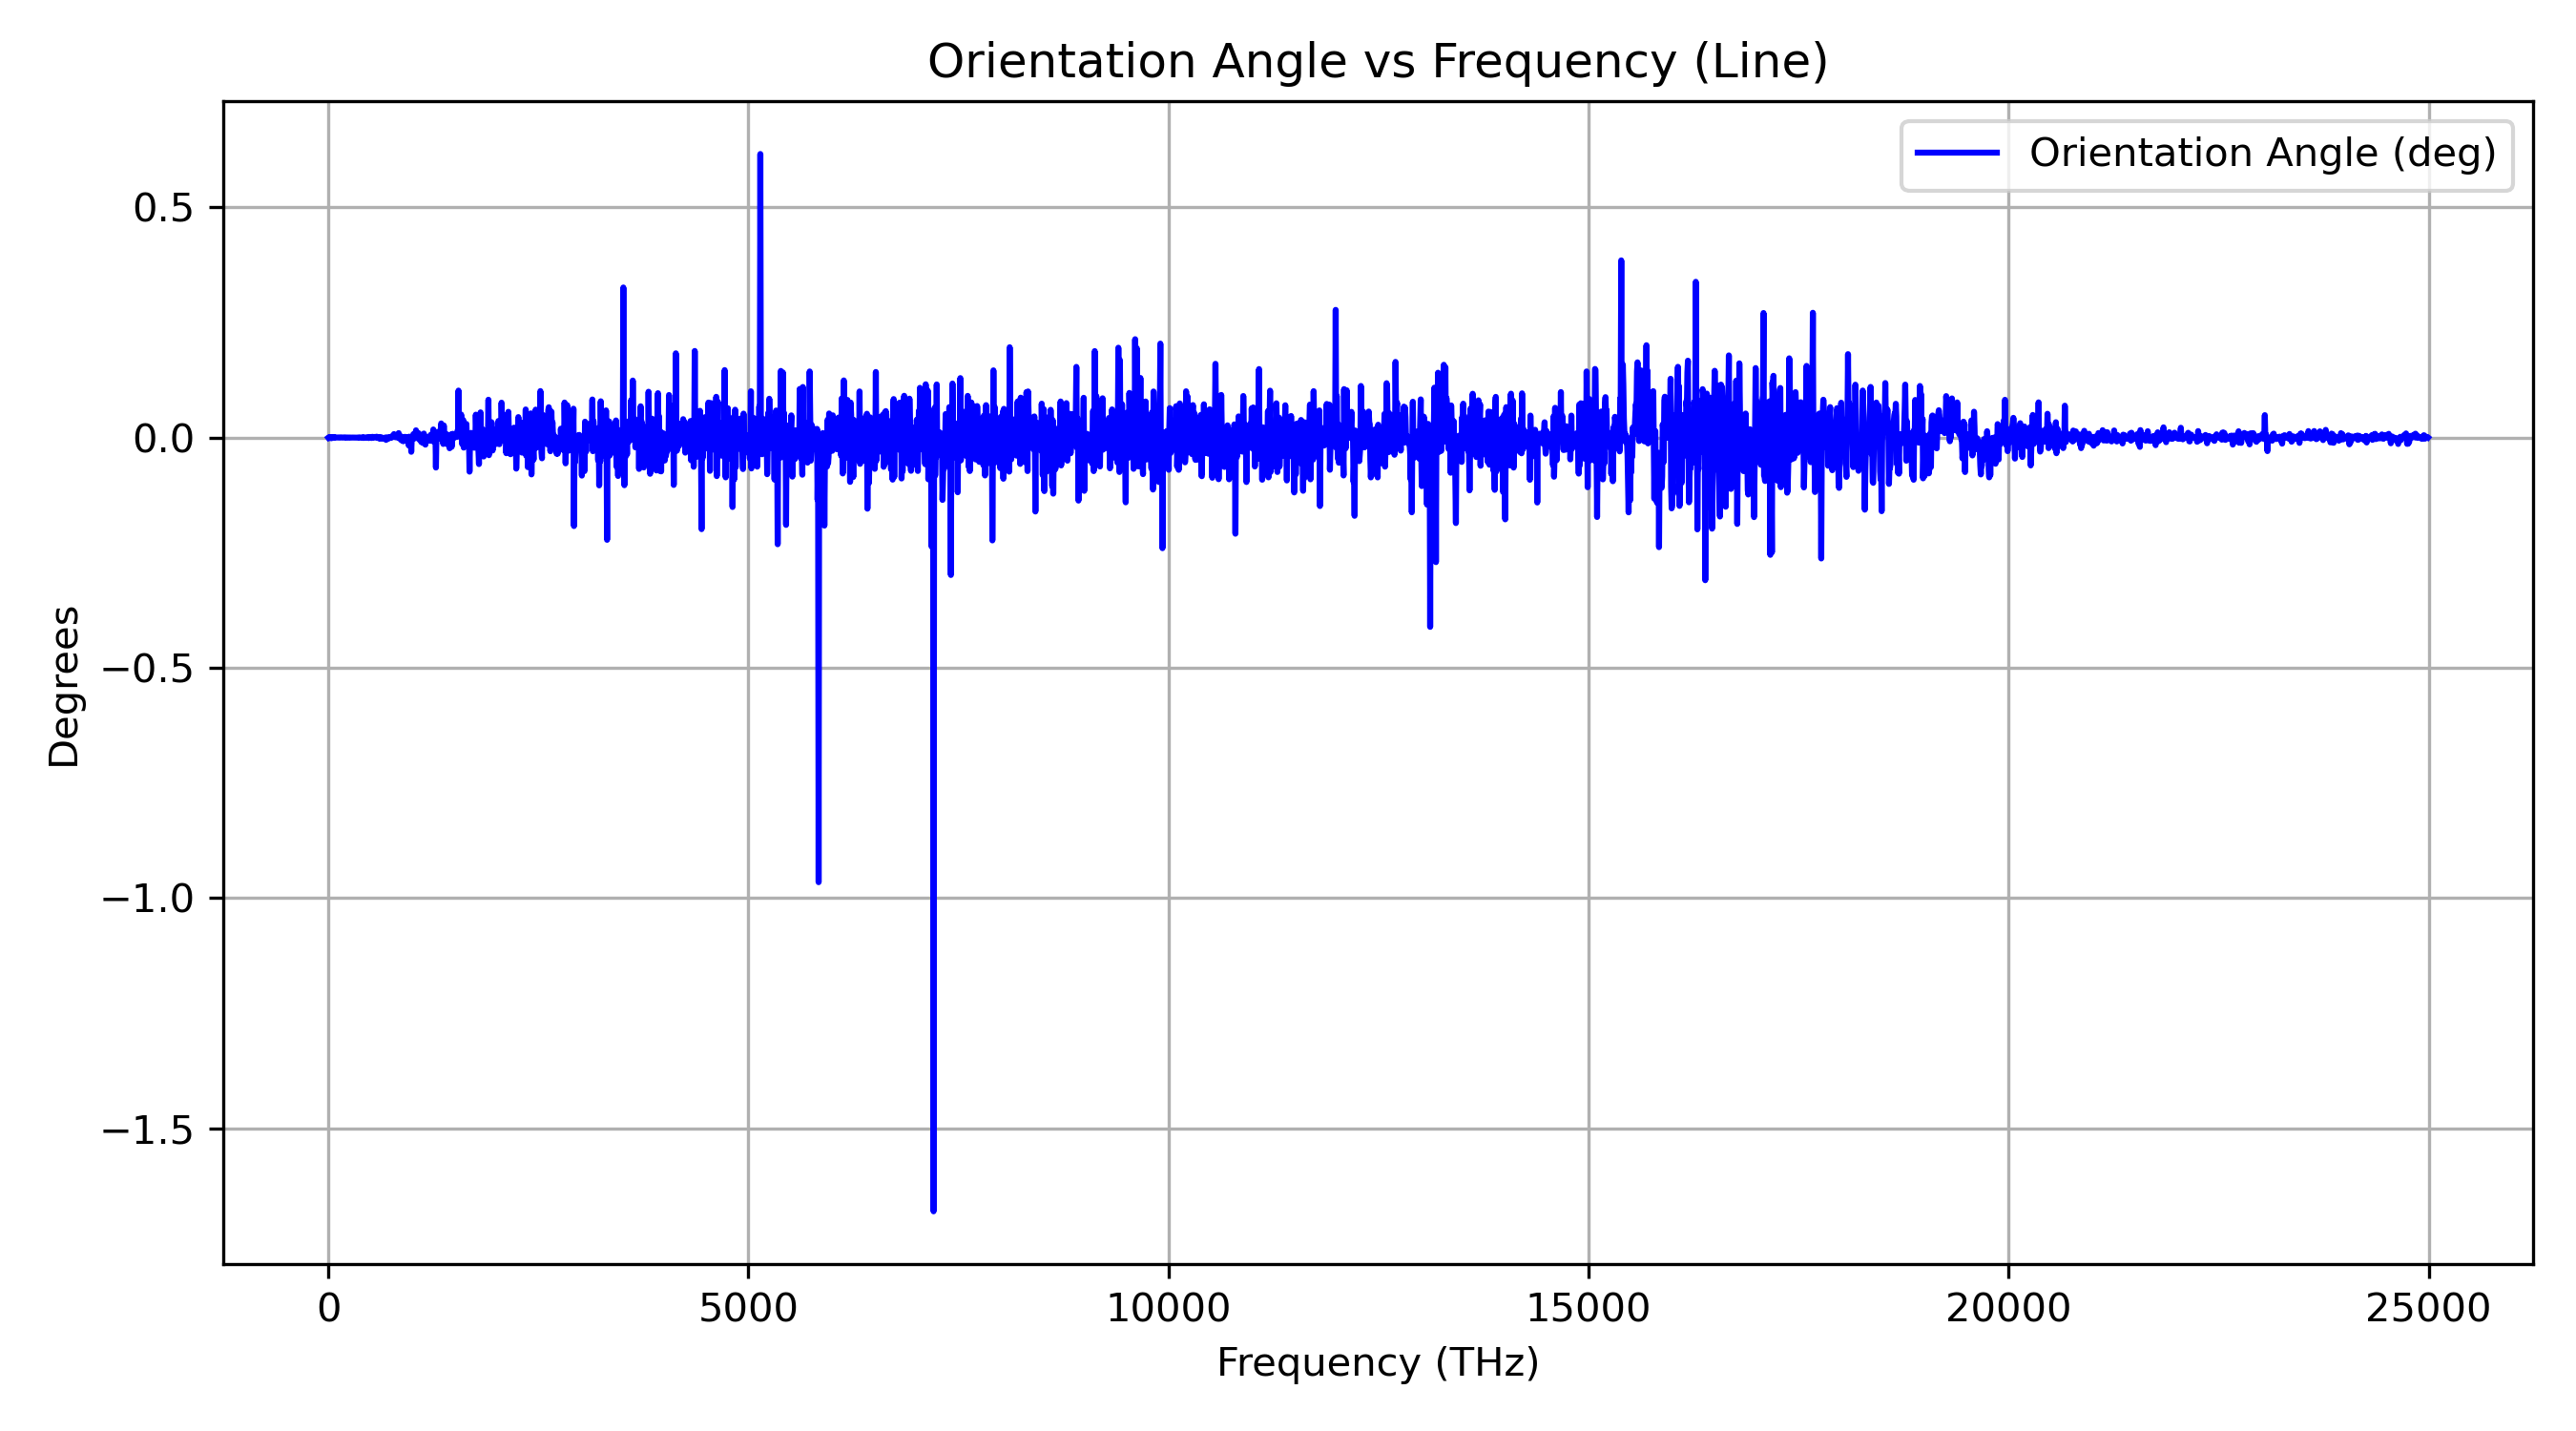 Orientation Angle vs Frequency (Line)
Orientation Angle (deg)
0.5
0.0
−0.5
−1.0
−1.5
Degrees
0 5000 10000 15000 20000 25000
Frequency (THz)